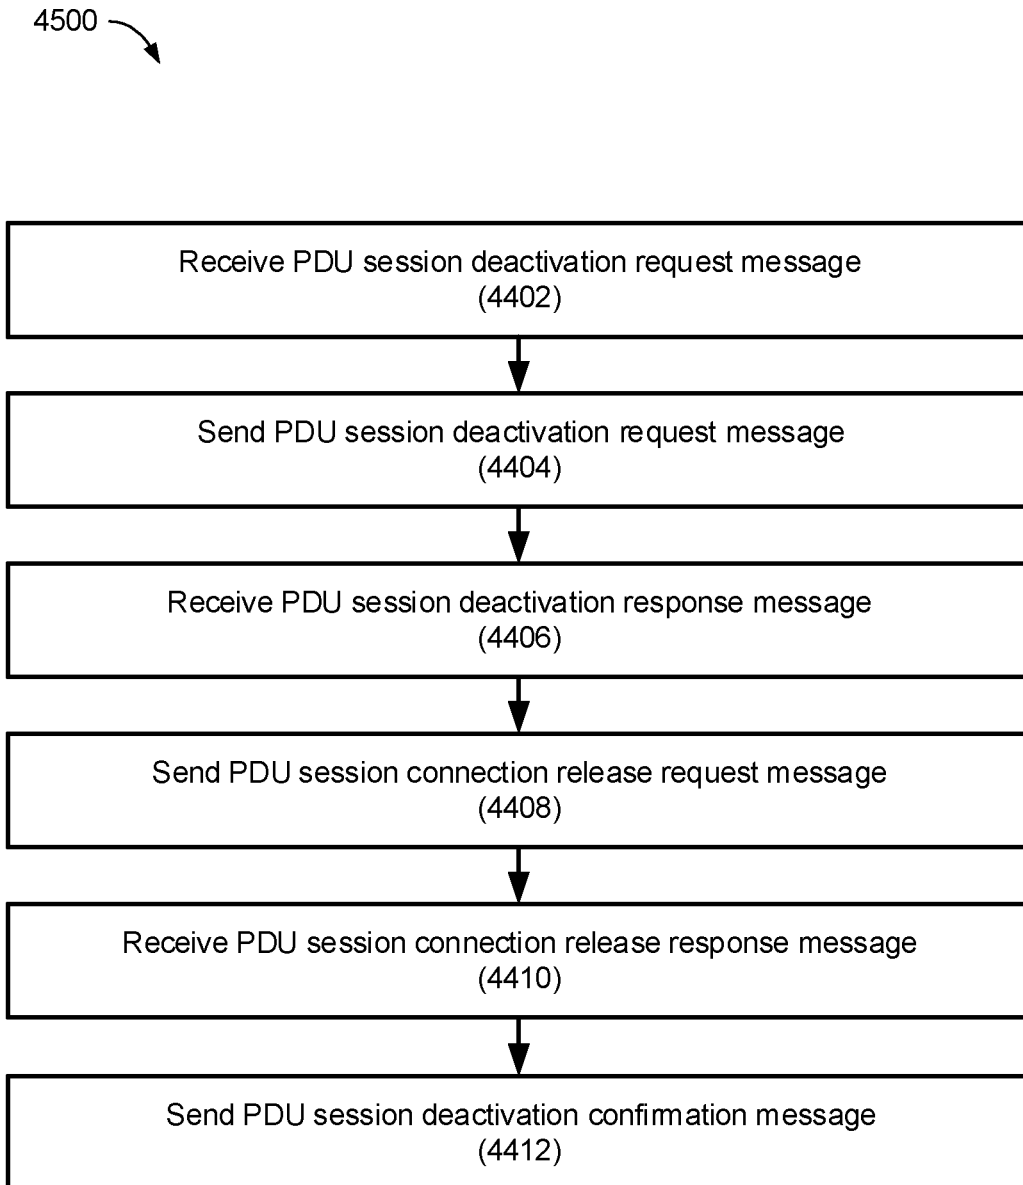 4500
Receive PDU session deactivation request message
(4402)
Send PDU session deactivation request message
(4404)
Receive PDU session deactivation response message
(4406)
Send PDU session connection release request message
(4408)
Receive PDU session connection release response message
(4410)
Send PDU session deactivation confirmation message
(4412)